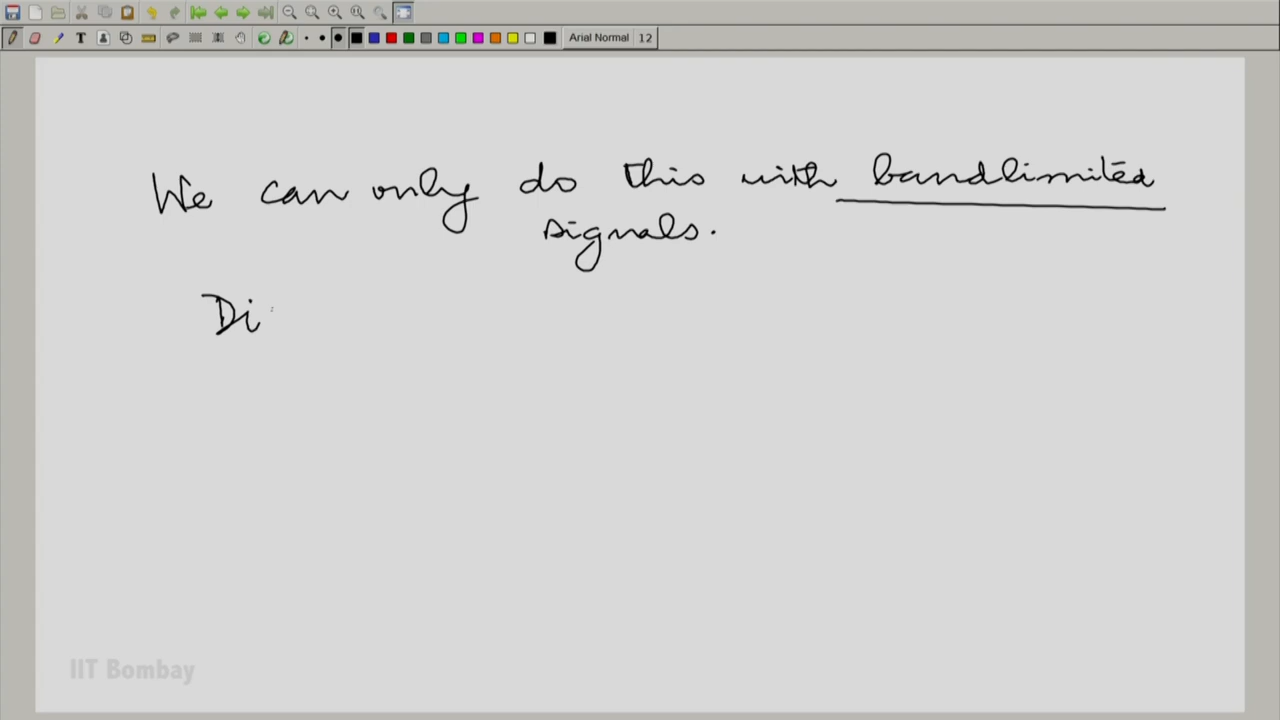 Arial Normal 12
We can only do this with bandlimited
signals.
Di
IIT Bombay